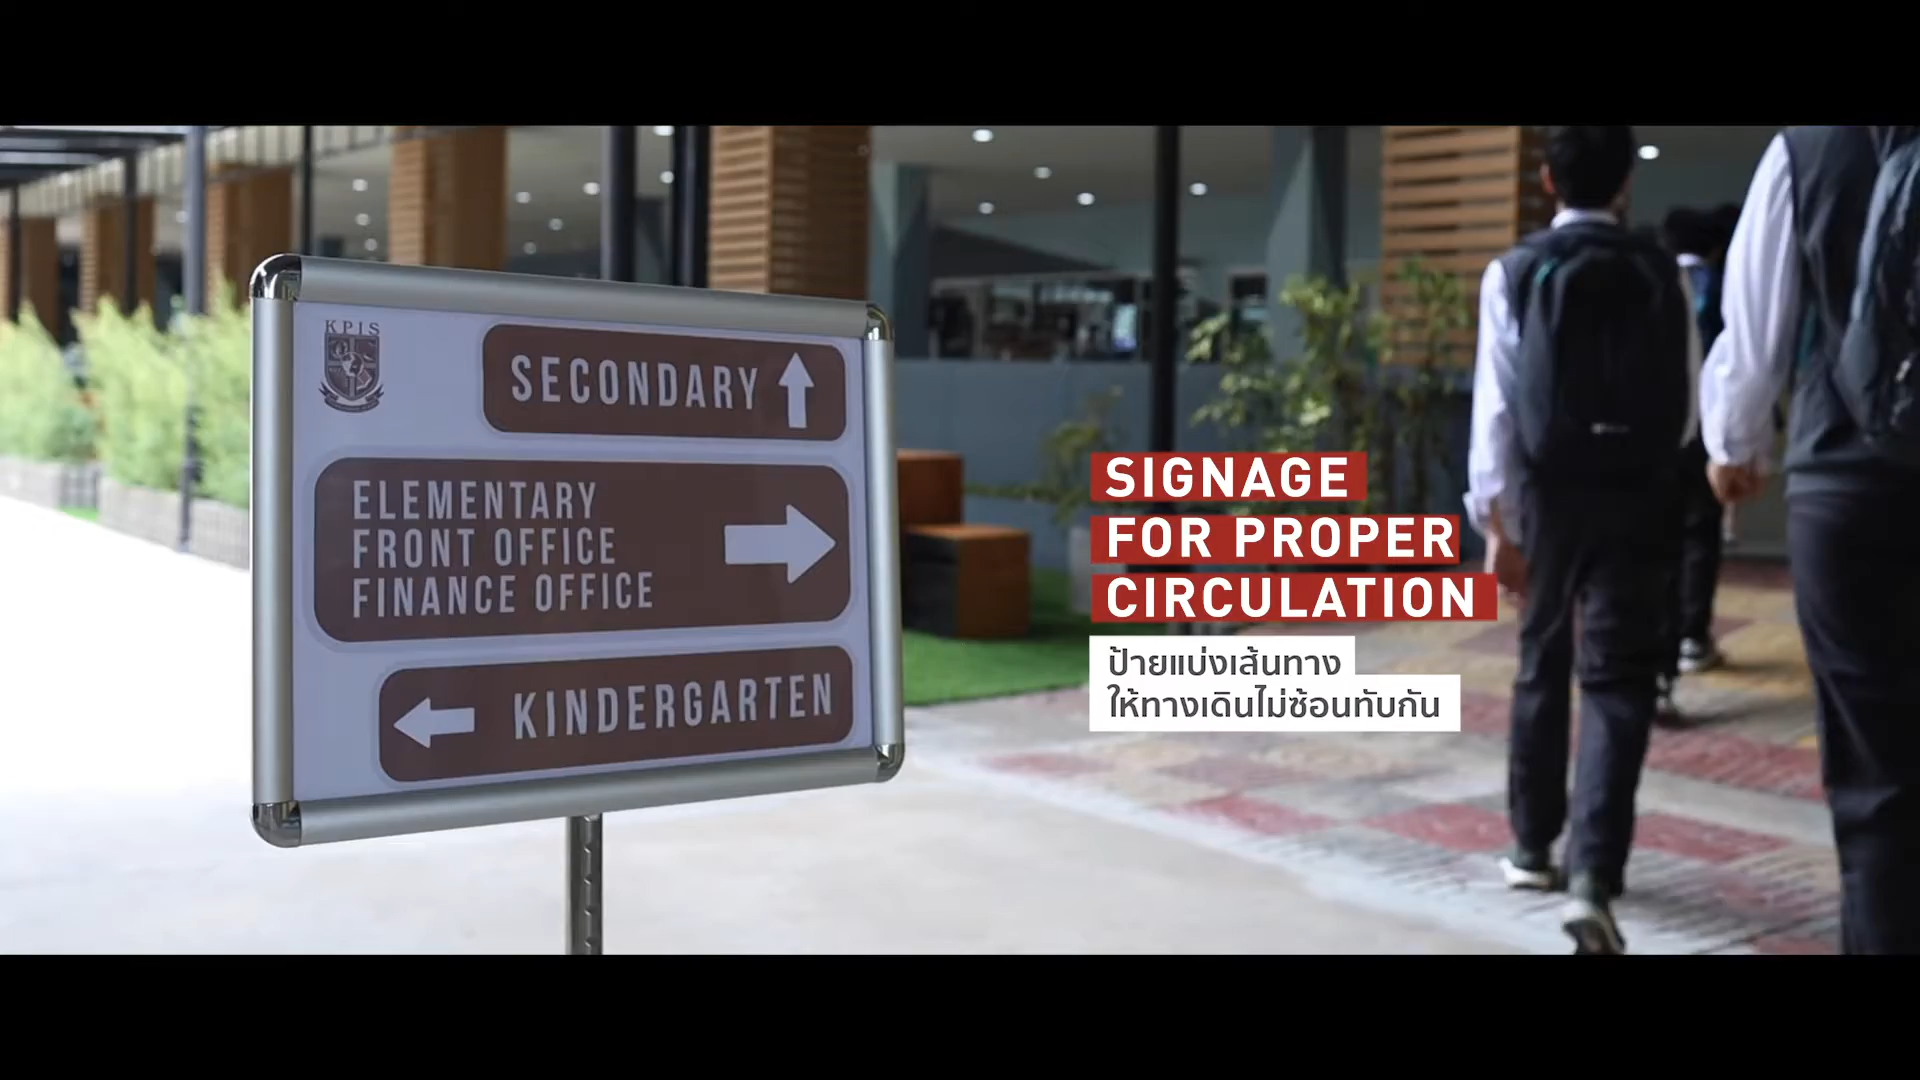 KPIS
SECONDARY
ELEMENTARY
FRONT OFFICE
FINANCE OFFICE
KINDERGARTEN
SIGNAGE
FOR PROPER
CIRCULATION
ป้ายแบ่งเส้นทาง
ให้ทางเดินไม่ซ้อนทับกัน